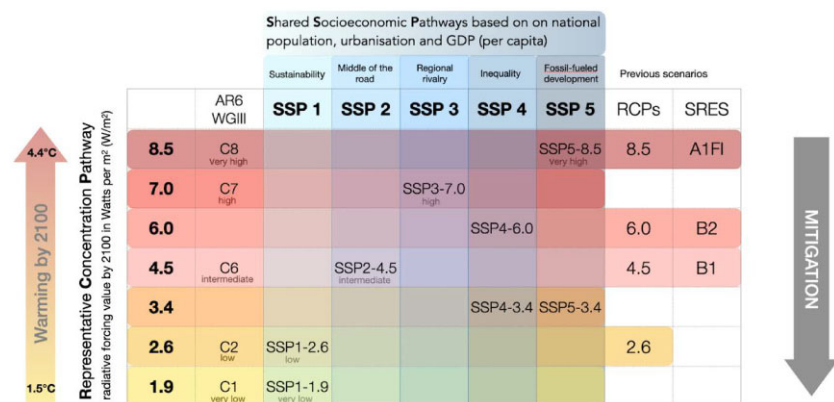 Shared Socioeconomic Pathways based on on national
population, urbanisation and GDP (per capita)
Sustainability
Middle of the
road
Regional
rivalry
Inequality
Fossil-fueled
development
Previous scenarios
AR6
WGIII
SSP 1
SSP 2
SSP 3
SSP 4
SSP 5
RCPs
SRES
4.4°C
Warming by 2100
1.5°C
Representative Concentration Pathway
radiative forcing value by 2100 in Watts per m² (W/m²)
8.5
C8
very high
SSP5-8.5
very high
8.5
A1FI
7.0
C7
high
SSP3-7.0
high
6.0
SSP4-6.0
6.0
B2
4.5
C6
intermediate
SSP2-4.5
intermediate
4.5
B1
3.4
SSP4-3.4
SSP5-3.4
2.6
C2
low
SSP1-2.6
low
2.6
1.9
C1
very low
SSP1-1.9
very low
MITIGATION